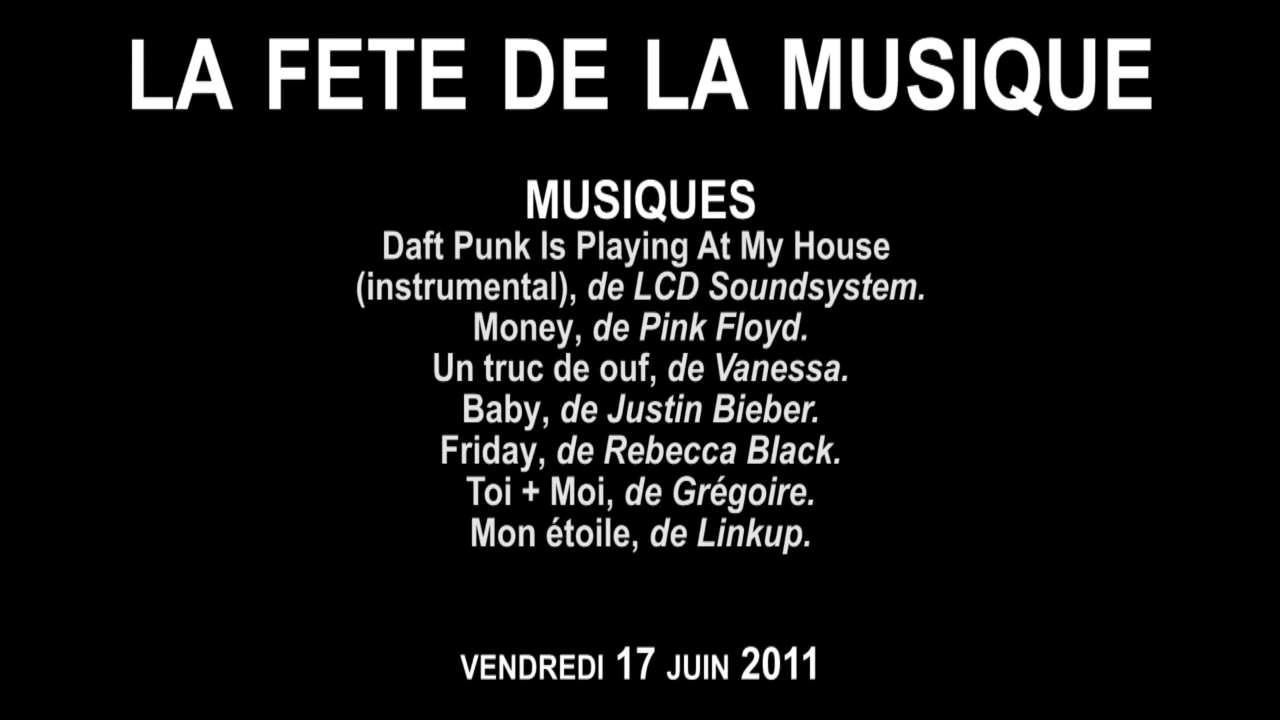 LA FETE DE LA MUSIQUE
MUSIQUES
Daft Punk Is Playing At My House
(instrumental), de LCD Soundsystem.
Money, de Pink Floyd.
Un truc de ouf, de Vanessa.
Baby, de Justin Bieber.
Friday, de Rebecca Black.
Toi + Moi, de Grégoire.
Mon étoile, de Linkup.
VENDREDI 17 JUIN 2011